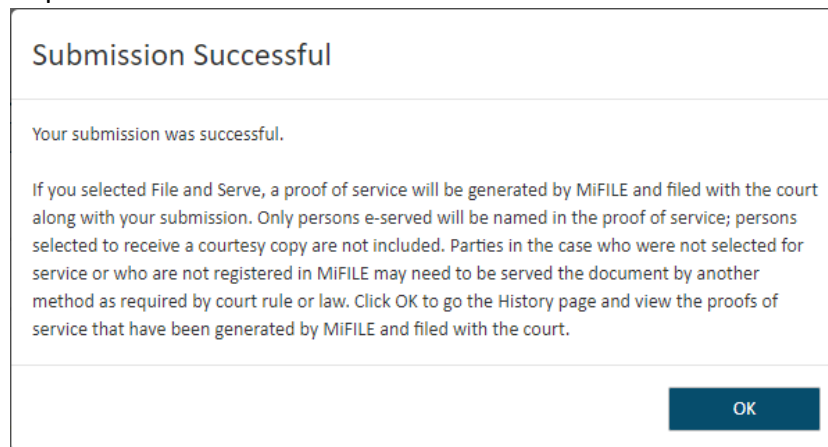 Submission Successful
Your submission was successful.
If you selected File and Serve, a proof of service will be generated by MiFILE and filed with the court
along with your submission. Only persons e-served will be named in the proof of service; persons
selected to receive a courtesy copy are not included. Parties in the case who were not selected for
service or who are not registered in MiFILE may need to be served the document by another
method as required by court rule or law. Click OK to go the History page and view the proofs of
service that have been generated by MiFILE and filed with the court.
OK